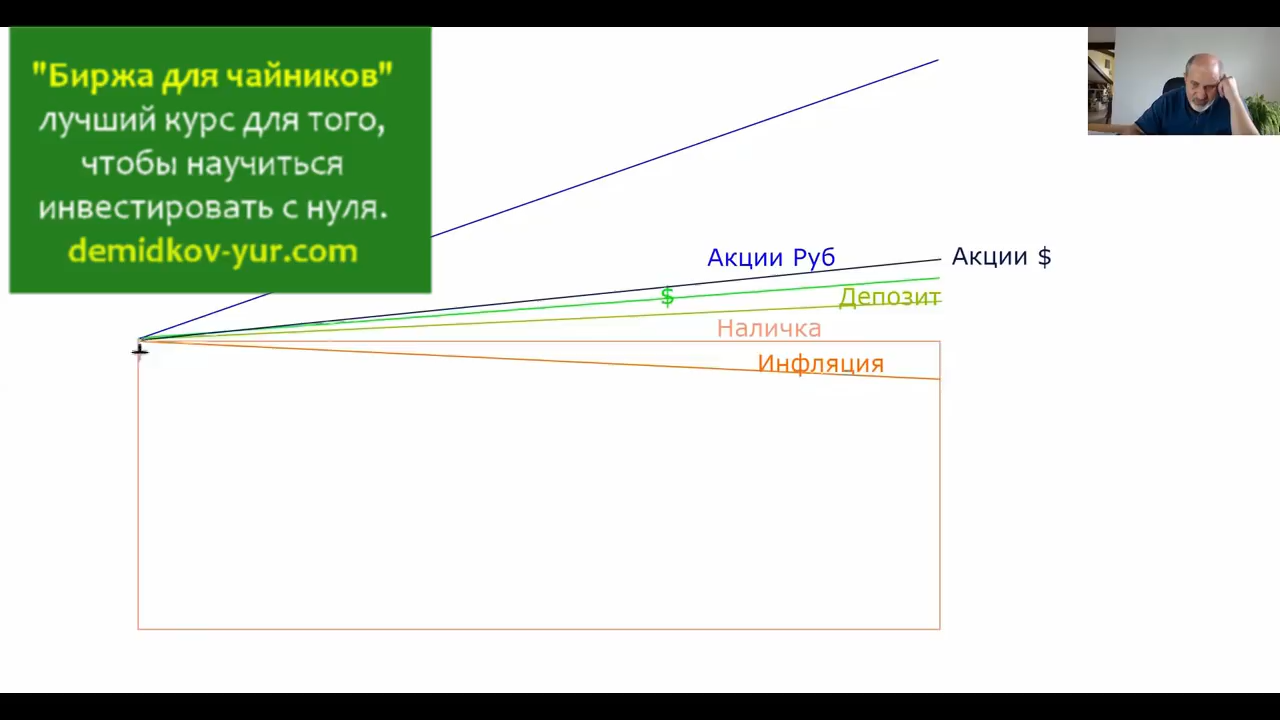 "Биржа для чайников"
лучший курс для того,
чтобы научиться
инвестировать с нуля.
demidkov-yur.com
Акции Руб
Акции $
$
Депозит
Наличка
Инфляция